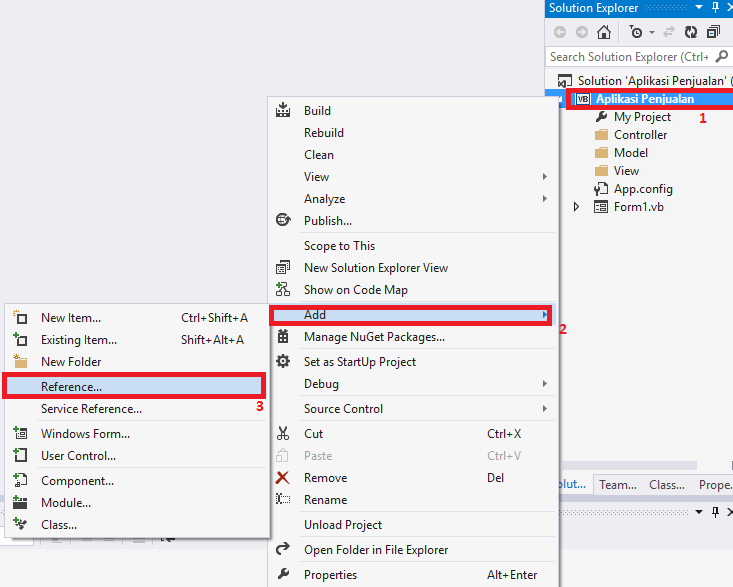 Solution Explorer
Search Solution Explorer (Ctrl+
Solution 'Aplikasi Penjualan' (
VB Aplikasi Penjualan
1
My Project
Controller
Model
View
App.config
Form1.vb
Build
Rebuild
Clean
View
Analyze
Publish...
Scope to This
New Solution Explorer View
Show on Code Map
Add
2
Manage NuGet Packages...
Set as StartUp Project
Debug
Source Control
Cut Ctrl+X
Paste Ctrl+V
Remove Del
Rename
Unload Project
Open Folder in File Explorer
Properties Alt+Enter
New Item... Ctrl+Shift+A
Existing Item... Shift+Alt+A
New Folder
Reference...
3
Service Reference...
Windows Form...
User Control...
Component...
Module...
Class...
olut... Team... Class... Prope.